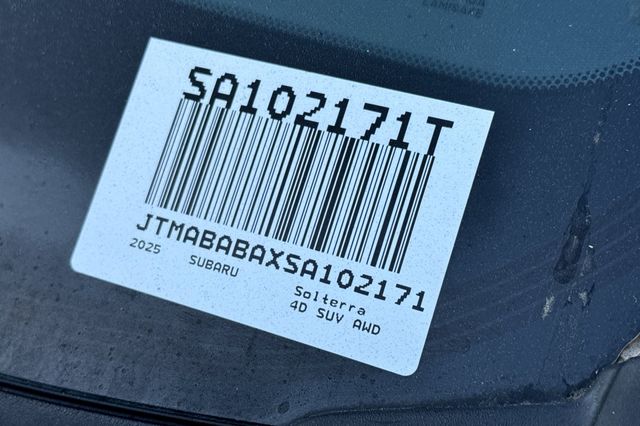 SA102171T
JTMABABAXSA102171
2025 SUBARU
Solterra
4D SUV AWD